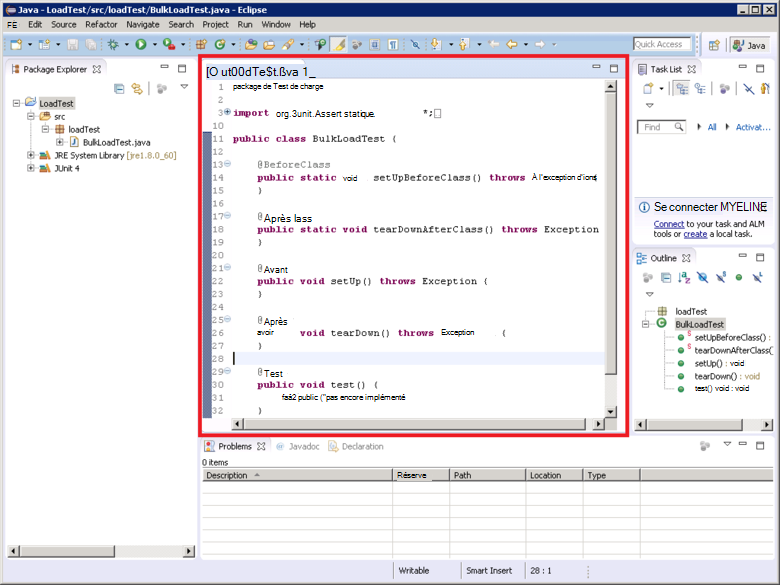 Java - LoadTest/src/loadTest/BulkLoadTest.java - Eclipse
FE Edit Source Refactor Navigate Search Project Run Window Help
Quick Access
Java
Package Explorer
LoadTest
src
loadTest
BulkLoadTest.java
JRE System Library [jre1.8.0_60]
JUnit 4
[O ut00dTe$t.ßva 1_
1 package de Test de charge
2
3 import org.3unit.Assert statique. *;
10
11 public class BulkLoadTest {
12
13 @BeforeClass
14 public static void setUpBeforeClass() throws À l'exception d'ions
15 }
16
17 @Après lass
18 public static void tearDownAfterClass() throws Exception
19 }
20
21 @Avant
22 public void setUp() throws Exception {
23 }
24
25 @Après
26 avoir void tearDown() throws Exception {
27 }
28
29 @Test
30 public void test() {
31 faã2 public ("pas encore implémenté
32 }
Task List
Find All Activat...
Se connecter MYELINE
Connect to your task and ALM
tools or create a local task.
Outline
loadTest
BulkLoadTest
setUpBeforeClass() :
tearDownAfterClass(
setUp() : void
tearDown() : void
test() void : void
Problems Javadoc Declaration
0 items
Description Réserve Path Location Type
Writable Smart Insert 28 : 1